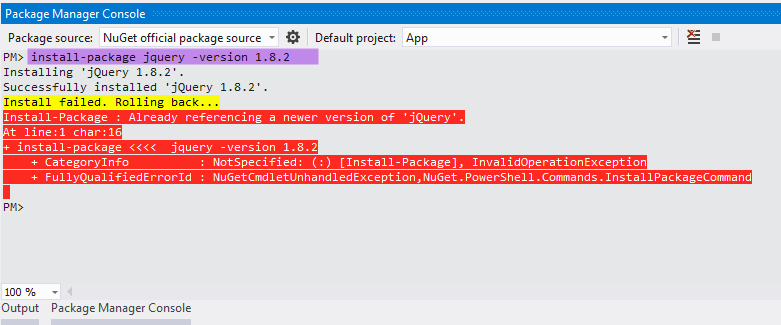 Package Manager Console
Package source: NuGet official package source Default project: App
PM> install-package jquery -version 1.8.2
Installing 'jQuery 1.8.2'.
Successfully installed 'jQuery 1.8.2'.
Install failed. Rolling back...
Install-Package : Already referencing a newer version of 'jQuery'.
At line:1 char:16
+ install-package <<<<  jquery -version 1.8.2
    + CategoryInfo          : NotSpecified: (:) [Install-Package], InvalidOperationException
    + FullyQualifiedErrorId : NuGetCmdletUnhandledException,NuGet.PowerShell.Commands.InstallPackageCommand
PM>
100 %
Output Package Manager Console